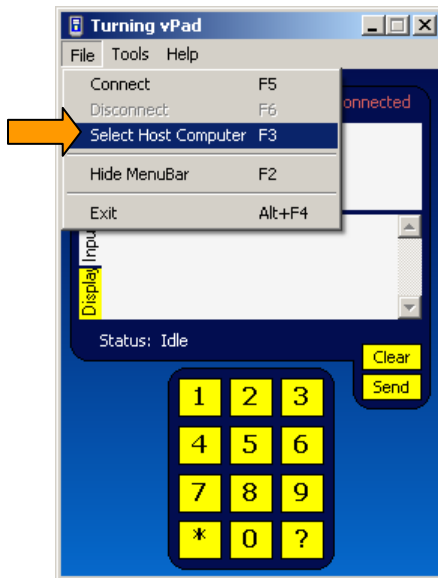 Turning vPad
File Tools Help
Connect F5
Disconnect F6
Select Host Computer F3
Hide MenuBar F2
Exit Alt+F4
onnected
Input
Display
Status: Idle
Clear
Send
1 2 3
4 5 6
7 8 9
* 0 ?